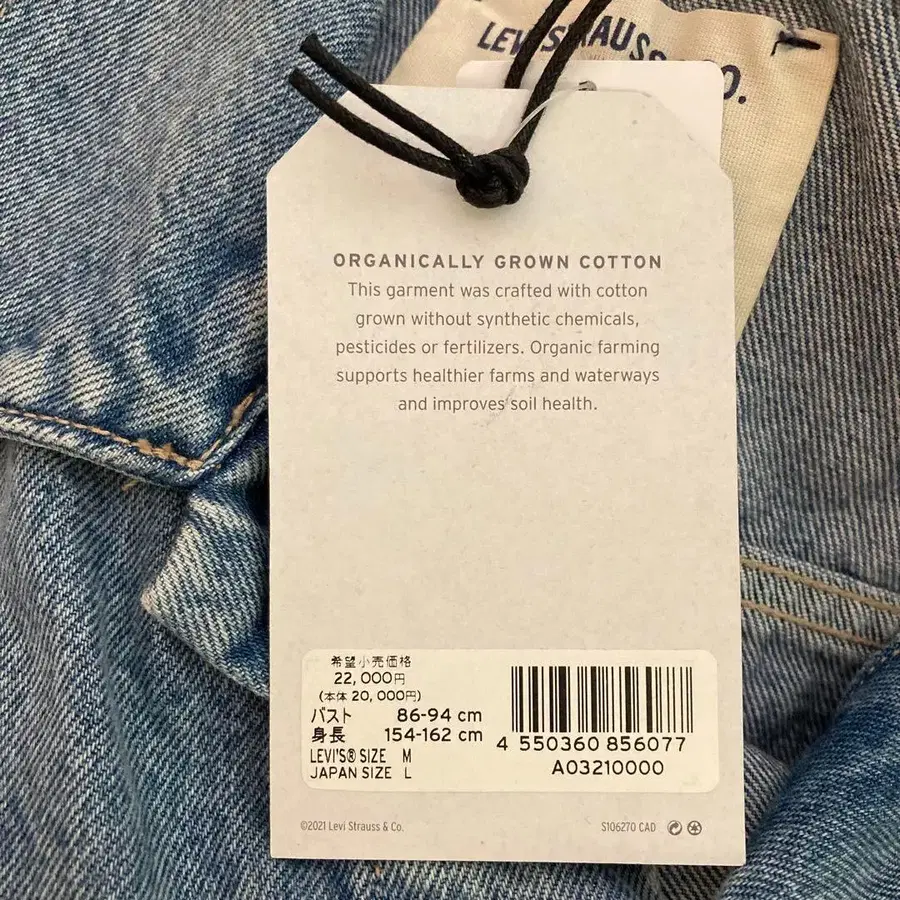 LEVI STRAUSS
CO.
ORGANICALLY GROWN COTTON
This garment was crafted with cotton
grown without synthetic chemicals,
pesticides or fertilizers. Organic farming
supports healthier farms and waterways
and improves soil health.
希望小売価格
22,000円
(本体 20,000円)
バスト 86-94 cm
身長 154-162 cm
LEVI'S® SIZE M
JAPAN SIZE L
4 550360 856077
A03210000
©2021 Levi Strauss & Co.
S106270 CAD